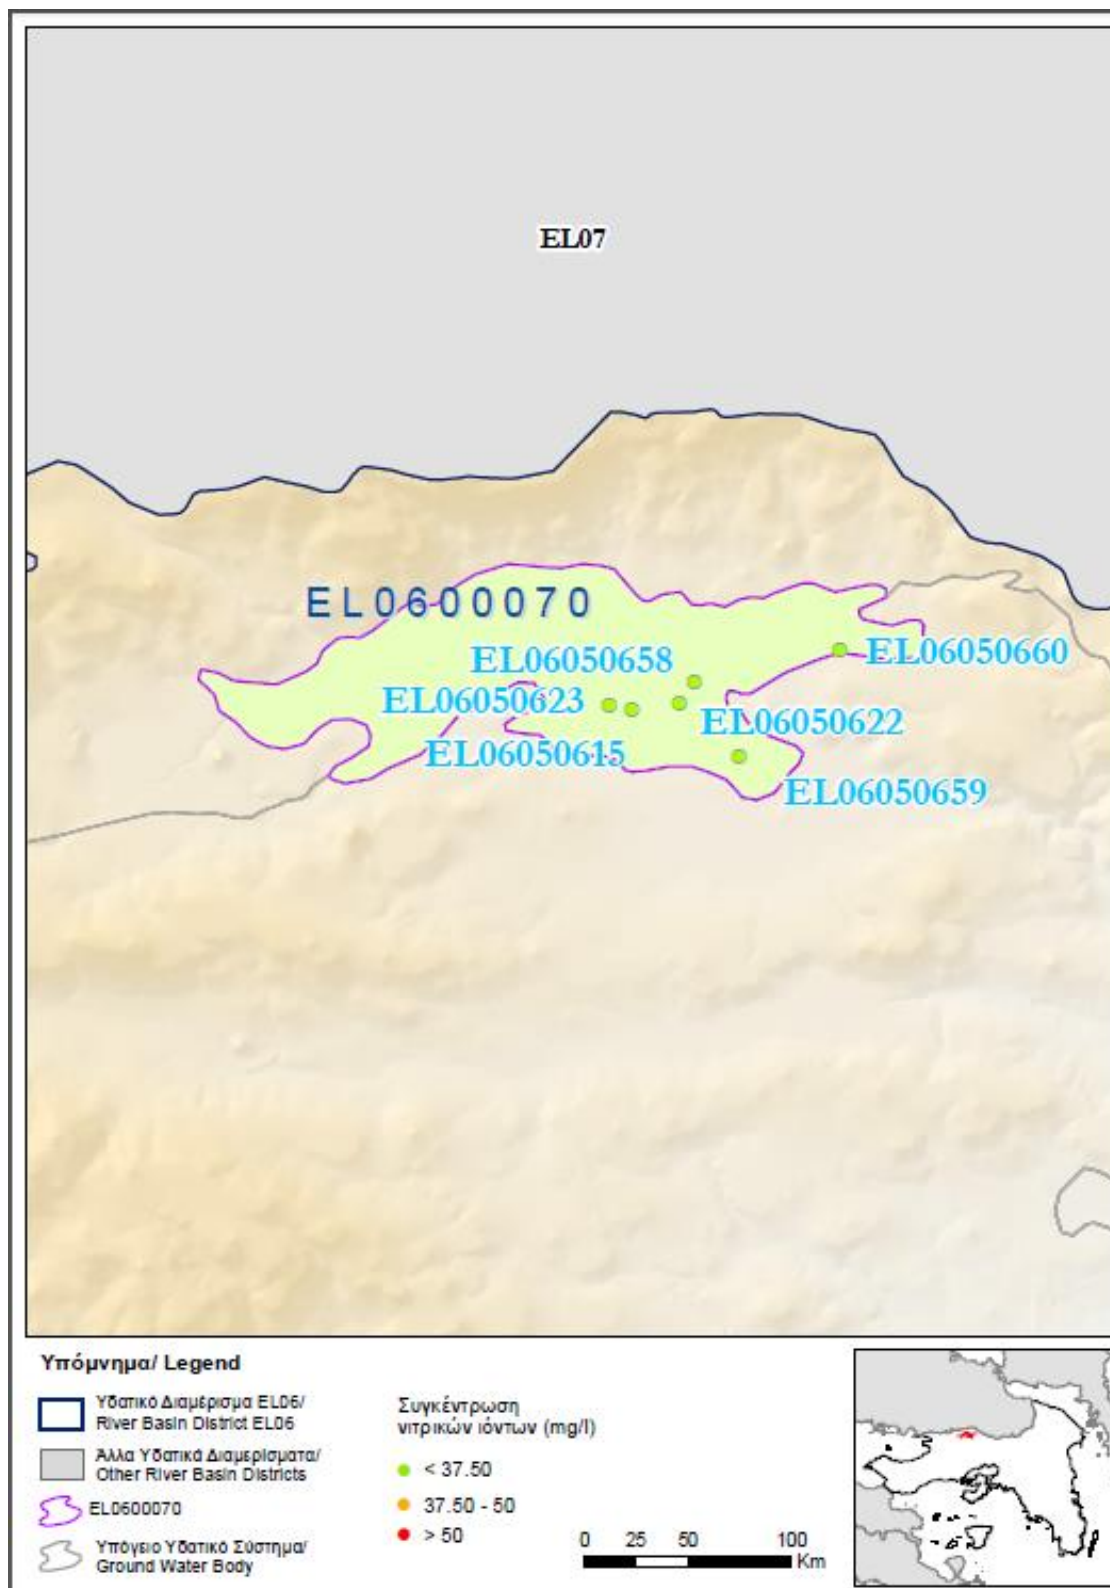 EL07
EL0600070
EL06050658
EL06050660
EL06050623
EL06050622
EL06050615
EL06050659
Υπόμνημα/ Legend
Υδατικό Διαμέρισμα EL06/
River Basin District EL06
Άλλα Υδατικά Διαμερίσματα/
Other River Basin Districts
EL0600070
Υπόγειο Υδατικό Σύστημα/
Ground Water Body
Συγκέντρωση
νιτρικών ιόντων (mg/l)
< 37.50
37.50 - 50
> 50
0 25 50 100
Km